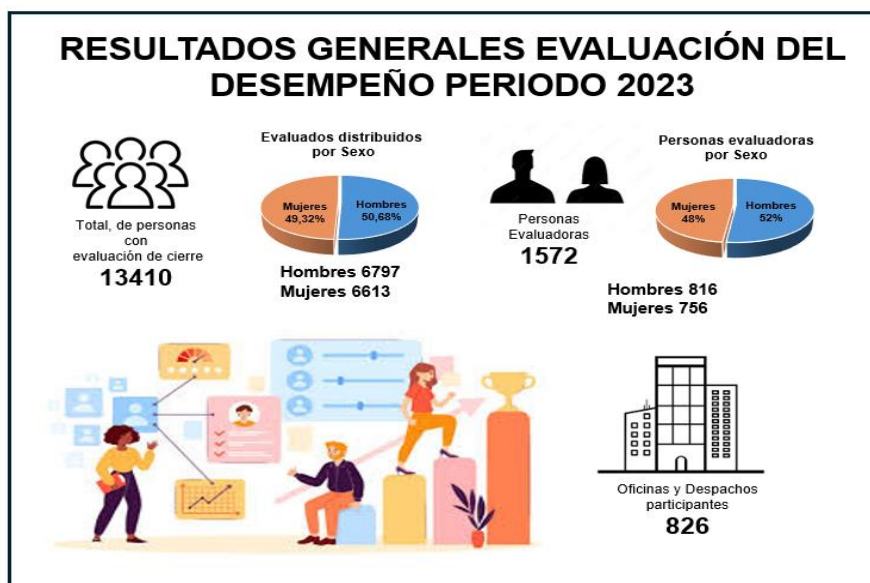 RESULTADOS GENERALES EVALUACIÓN DEL
DESEMPEÑO PERIODO 2023
Evaluados distribuidos
por Sexo
Mujeres
49,32%
Hombres
50,68%
Hombres 6797
Mujeres 6613
Total, de personas
con
evaluación de cierre
13410
Personas evaluadoras
por Sexo
Mujeres
48%
Hombres
52%
Hombres 816
Mujeres 756
Personas
Evaluadoras
1572
Oficinas y Despachos
participantes
826